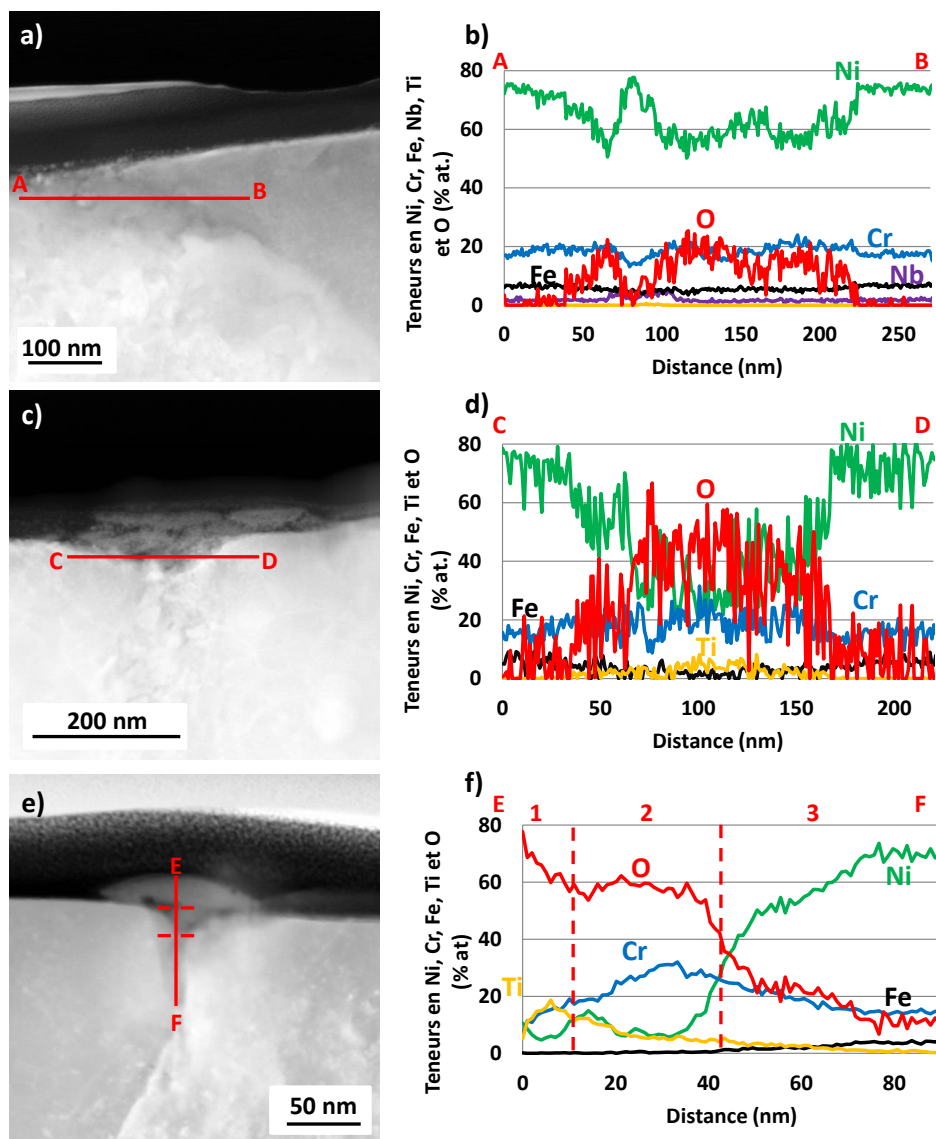 a)
A
B
100 nm
b)
A
B
Teneurs en Ni, Cr, Fe, Nb, Ti
et O (% at.)
80
60
40
20
0
Ni
O
Cr
Fe
Nb
0 50 100 150 200 250
Distance (nm)
c)
C
D
200 nm
d)
C
D
Teneurs en Ni, Cr, Fe, Ti et O
(% at.)
80
60
40
20
0
Ni
O
Fe
Cr
Ti
0 50 100 150 200
Distance (nm)
e)
E
F
50 nm
f)
E
1
2
3
F
Teneurs en Ni, Cr, Fe, Ti et O
(% at)
80
60
40
20
0
O
Ni
Cr
Ti
Fe
0 20 40 60 80
Distance (nm)